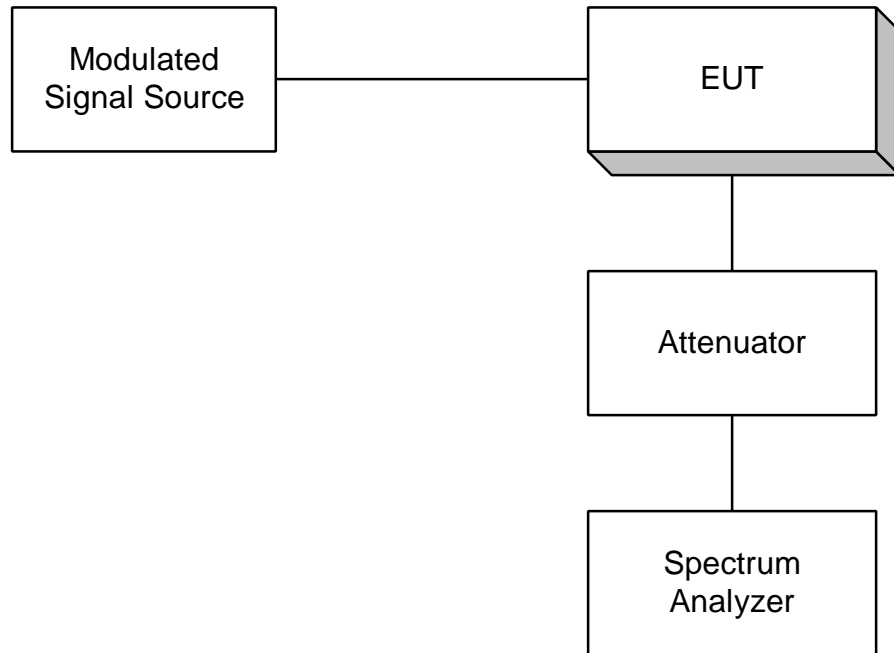 Modulated
Signal Source
EUT
Attenuator
Spectrum
Analyzer